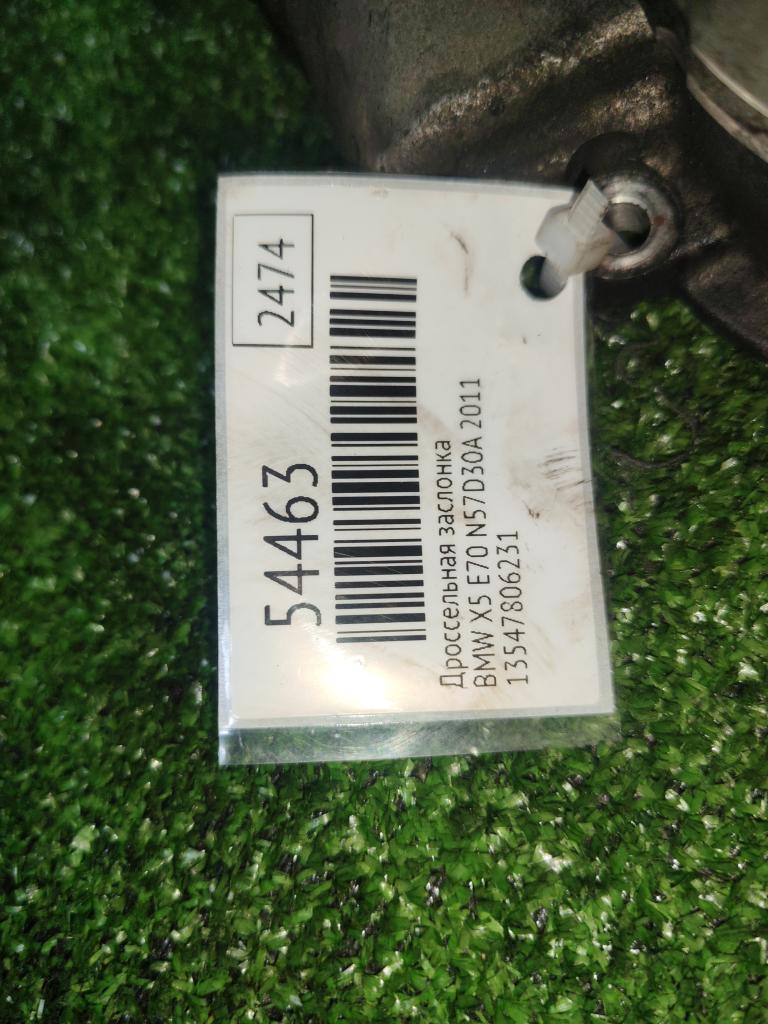 2474
54463
Дроссельная заслонка
BMW X5 E70 N57D30A 2011
13547806231